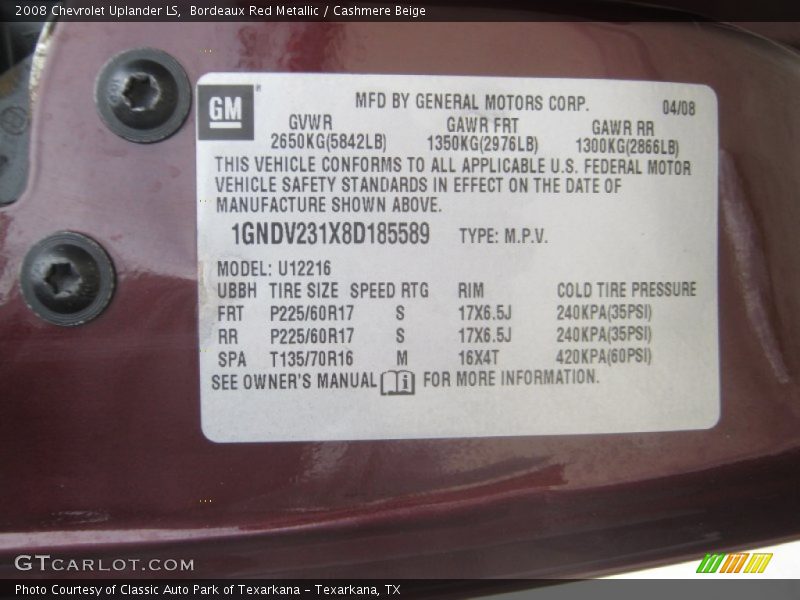 2008 Chevrolet Uplander LS,  Bordeaux Red Metallic / Cashmere Beige
GM
MFD BY GENERAL MOTORS CORP. 04/08
GVWR GAWR FRT GAWR RR
2650KG(5842LB) 1350KG(2976LB) 1300KG(2866LB)
THIS VEHICLE CONFORMS TO ALL APPLICABLE U.S. FEDERAL MOTOR
VEHICLE SAFETY STANDARDS IN EFFECT ON THE DATE OF
MANUFACTURE SHOWN ABOVE.
1GNDV231X8D185589 TYPE: M.P.V.
MODEL: U12216
UBBH TIRE SIZE SPEED RTG RIM COLD TIRE PRESSURE
FRT P225/60R17 S 17X6.5J 240KPA(35PSI)
RR P225/60R17 S 17X6.5J 240KPA(35PSI)
SPA T135/70R16 M 16X4T 420KPA(60PSI)
SEE OWNER'S MANUAL i FOR MORE INFORMATION.
GTCARLOT.COM
Photo Courtesy of Classic Auto Park of Texarkana - Texarkana, TX